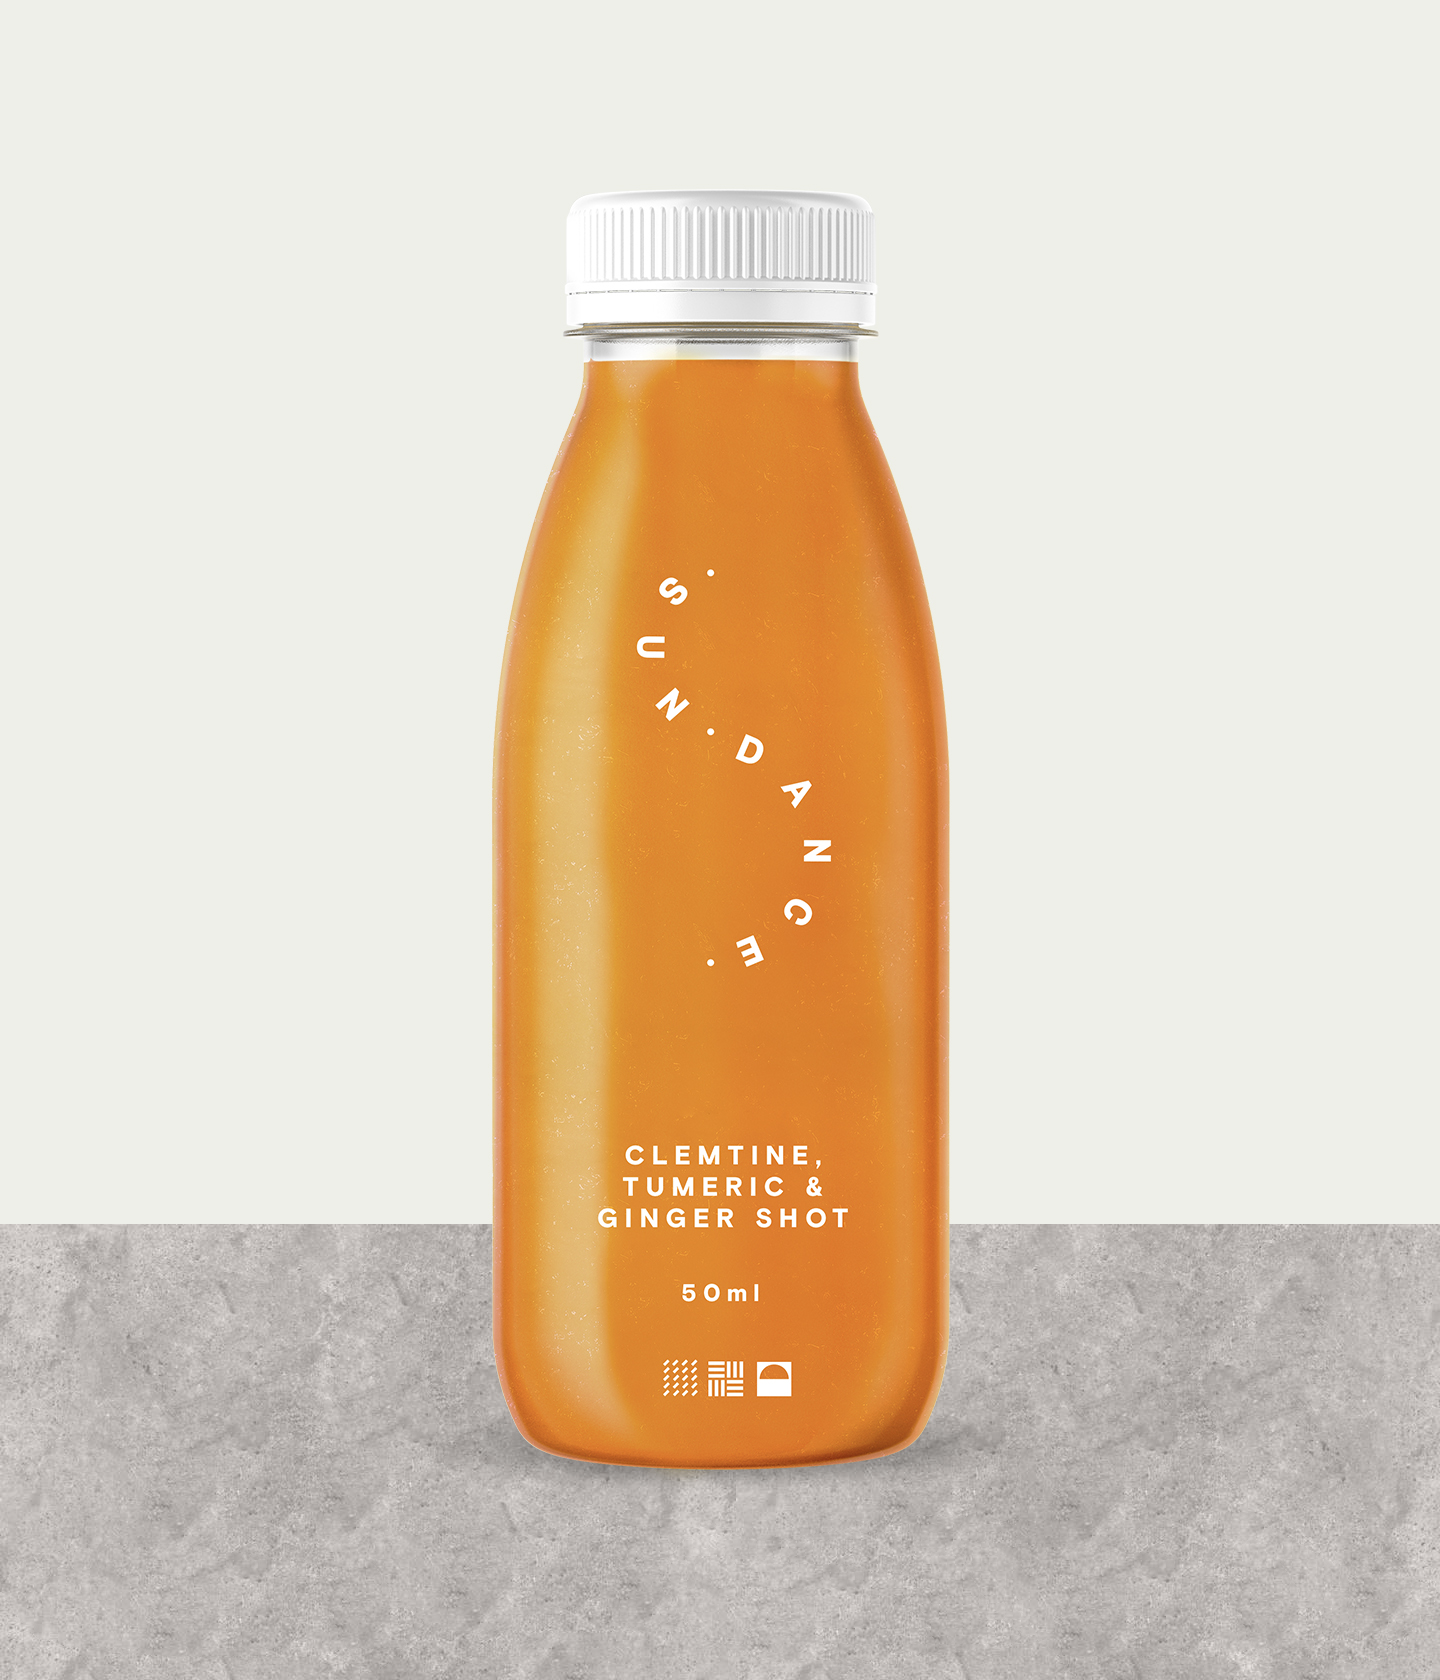 ·SUN·DANCE·
CLEMTINE,
TUMERIC &
GINGER SHOT
50ml